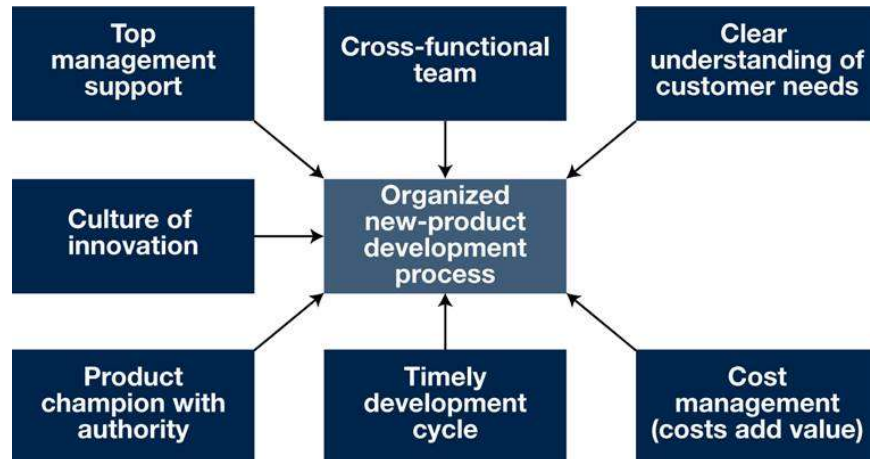 Top
management
support
Cross-functional
team
Clear
understanding of
customer needs
Culture of
innovation
Organized
new-product
development
process
Product
champion with
authority
Timely
development
cycle
Cost
management
(costs add value)